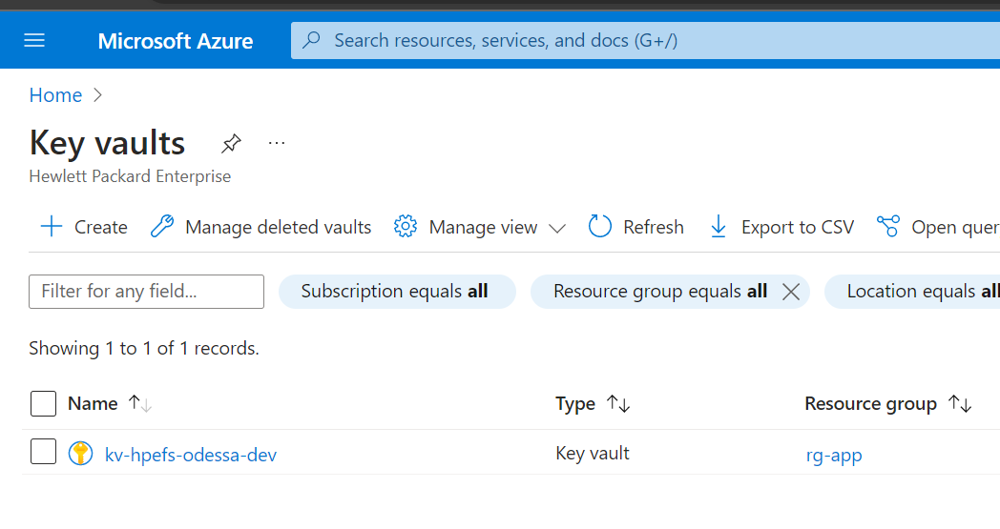 Microsoft Azure
Search resources, services, and docs (G+/)
Home
Key vaults
Hewlett Packard Enterprise
Create Manage deleted vaults Manage view Refresh Export to CSV Open quer
Filter for any field... Subscription equals all Resource group equals all Location equals all
Showing 1 to 1 of 1 records.
Name Type Resource group
kv-hpefs-odessa-dev Key vault rg-app